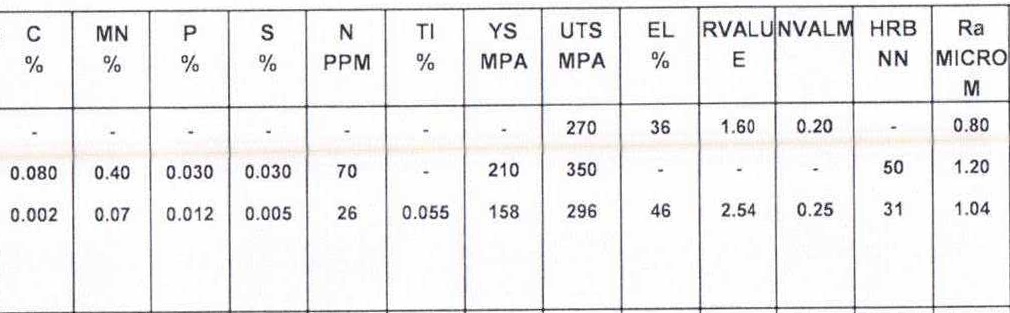 C MN P S N TI YS UTS EL RVALU NVALM HRB Ra
% % % % PPM % MPA MPA % E NN MICRO
M
- - - - - - - 270 36 1.60 0.20 - 0.80
0.080 0.40 0.030 0.030 70 - 210 350 - - - 50 1.20
0.002 0.07 0.012 0.005 26 0.055 158 296 46 2.54 0.25 31 1.04